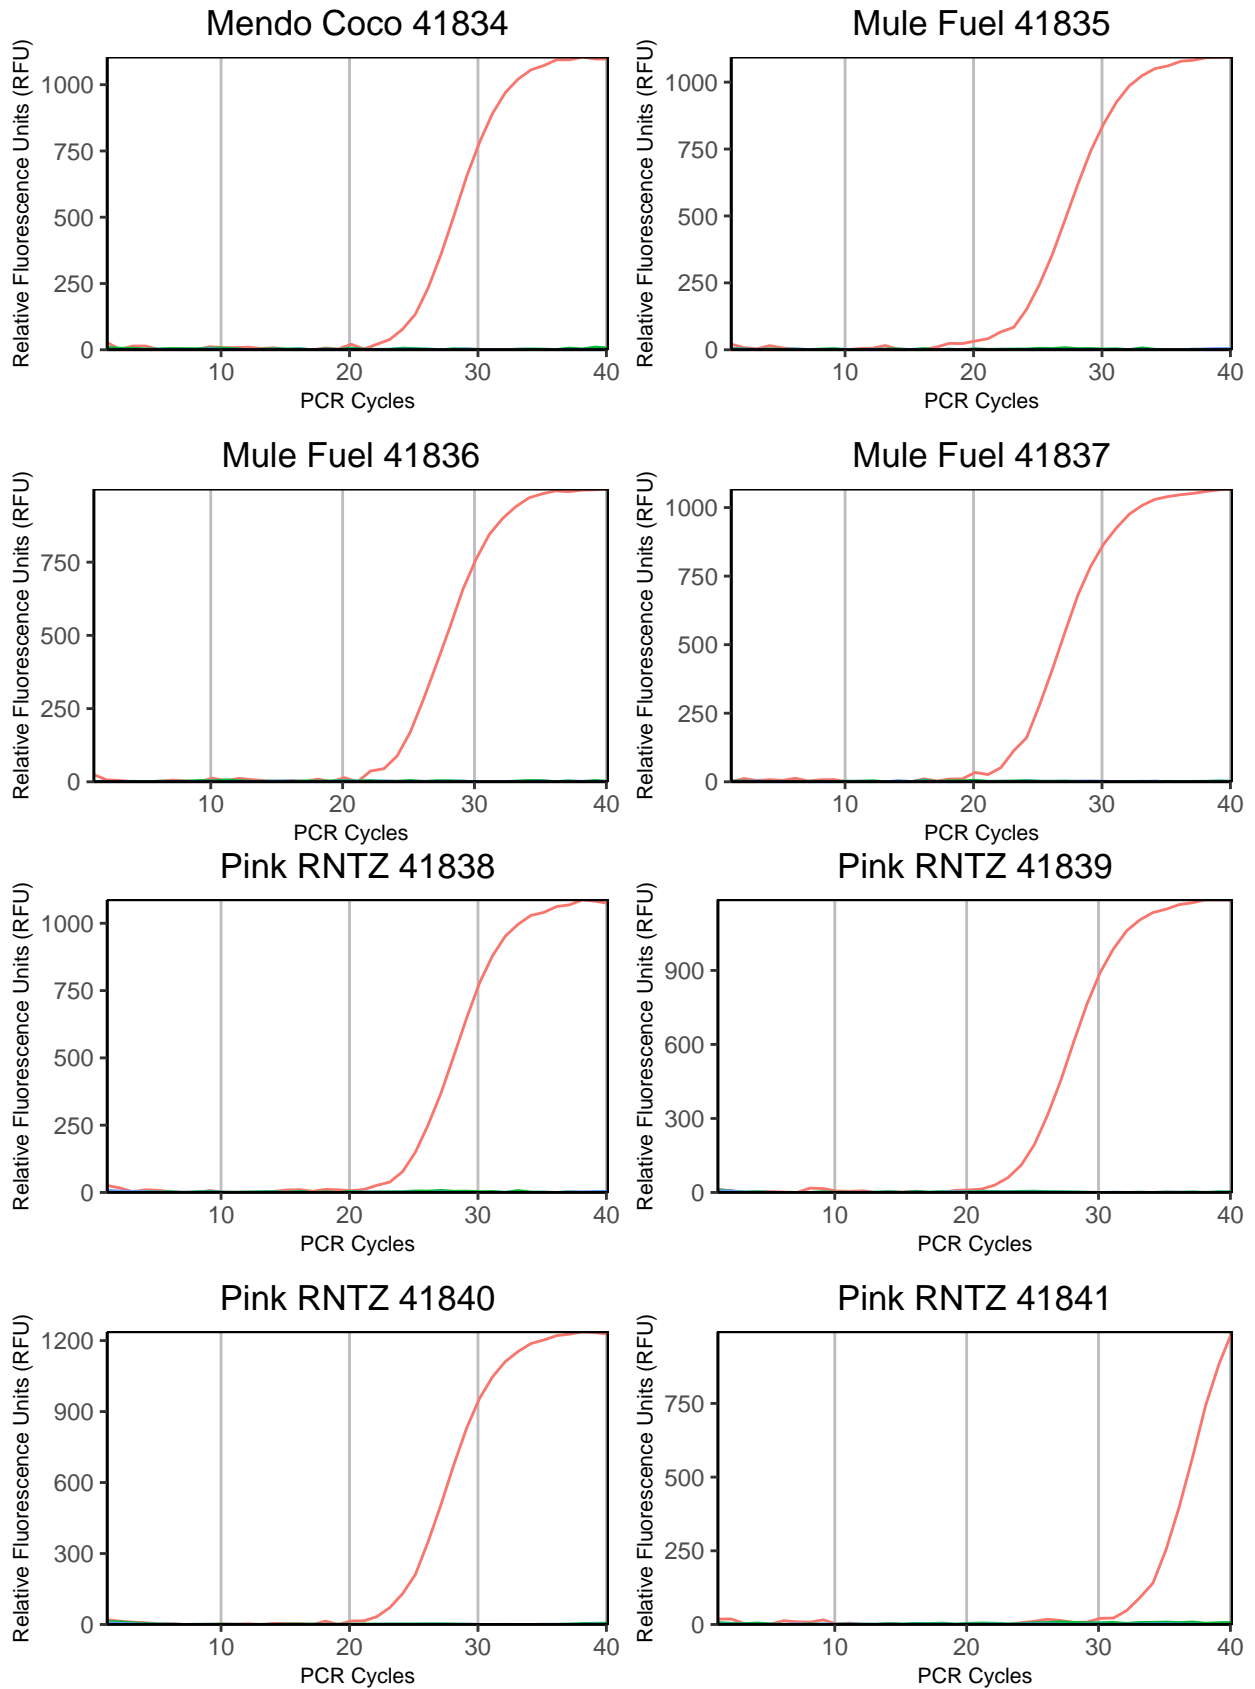 Mendo Coco 41834
Relative Fluorescence Units (RFU)
1000
750
500
250
0
10 20 30 40
PCR Cycles
Mule Fuel 41835
Relative Fluorescence Units (RFU)
1000
750
500
250
0
10 20 30 40
PCR Cycles
Mule Fuel 41836
Relative Fluorescence Units (RFU)
750
500
250
0
10 20 30 40
PCR Cycles
Mule Fuel 41837
Relative Fluorescence Units (RFU)
1000
750
500
250
0
10 20 30 40
PCR Cycles
Pink RNTZ 41838
Relative Fluorescence Units (RFU)
1000
750
500
250
0
10 20 30 40
PCR Cycles
Pink RNTZ 41839
Relative Fluorescence Units (RFU)
900
600
300
0
10 20 30 40
PCR Cycles
Pink RNTZ 41840
Relative Fluorescence Units (RFU)
1200
900
600
300
0
10 20 30 40
PCR Cycles
Pink RNTZ 41841
Relative Fluorescence Units (RFU)
750
500
250
0
10 20 30 40
PCR Cycles